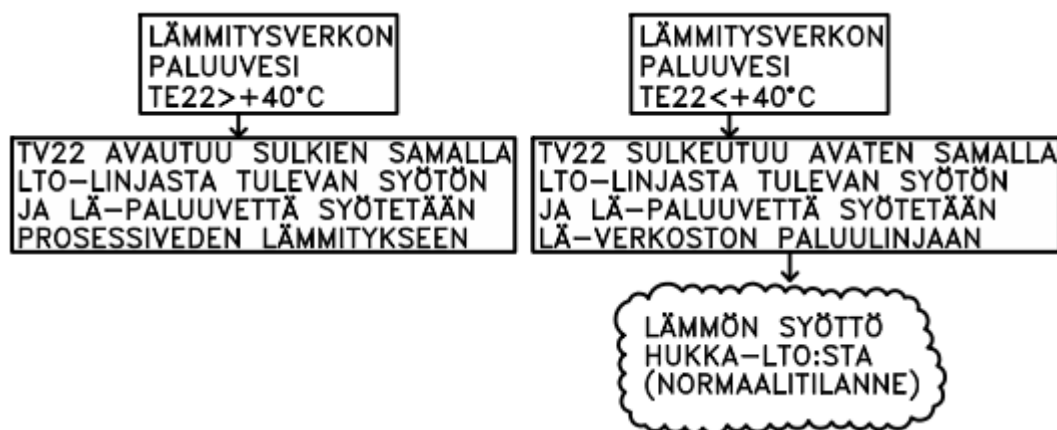 LÄMMITYSVERKON
PALUUVESI
TE22>+40°C
TV22 AVAUTUU SULKIEN SAMALLA
LTO-LINJASTA TULEVAN SYÖTÖN
JA LÄ-PALUUVETTÄ SYÖTETÄÄN
PROSESSIVEDEN LÄMMITYKSEEN
LÄMMITYSVERKON
PALUUVESI
TE22<+40°C
TV22 SULKEUTUU AVATEN SAMALLA
LTO-LINJASTA TULEVAN SYÖTÖN
JA LÄ-PALUUVETTÄ SYÖTETÄÄN
LÄ-VERKOSTON PALUULINJAAN
LÄMMÖN SYÖTTÖ
HUKKA-LTO:STA
(NORMAALITILANNE)